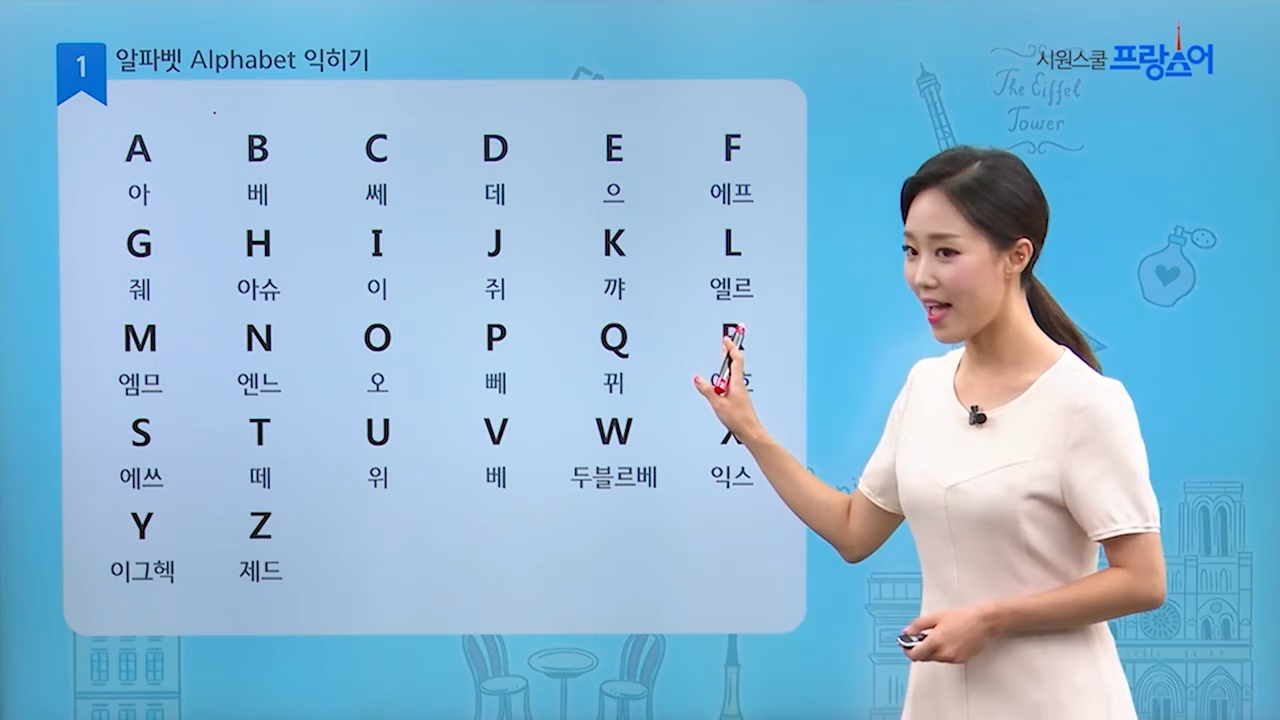 1
알파벳 Alphabet 익히기
시원스쿨 프랑스어
The Eiffel
Tower
A B C D E F
아 베 쎄 데 으 에프
G H I J K L
줴 아슈 이 쥐 꺄 엘르
M N O P Q R
엠므 엔느 오 뻬 뀌
S T U V W X
에쓰 떼 위 베 두블르베 익스
Y Z
이그헥 제드